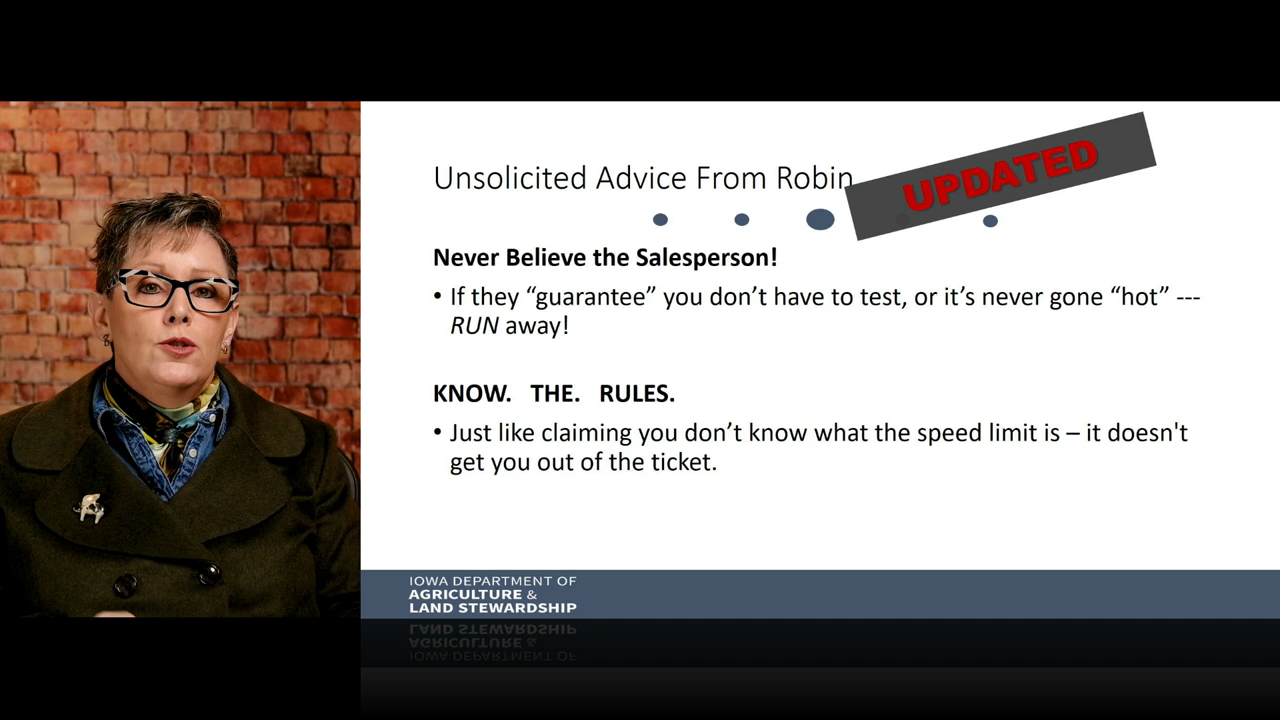 Unsolicited Advice From Robin
UPDATED
Never Believe the Salesperson!
• If they “guarantee” you don’t have to test, or it’s never gone “hot” ---
RUN away!
KNOW. THE. RULES.
• Just like claiming you don’t know what the speed limit is – it doesn't
get you out of the ticket.
IOWA DEPARTMENT OF
AGRICULTURE &
LAND STEWARDSHIP